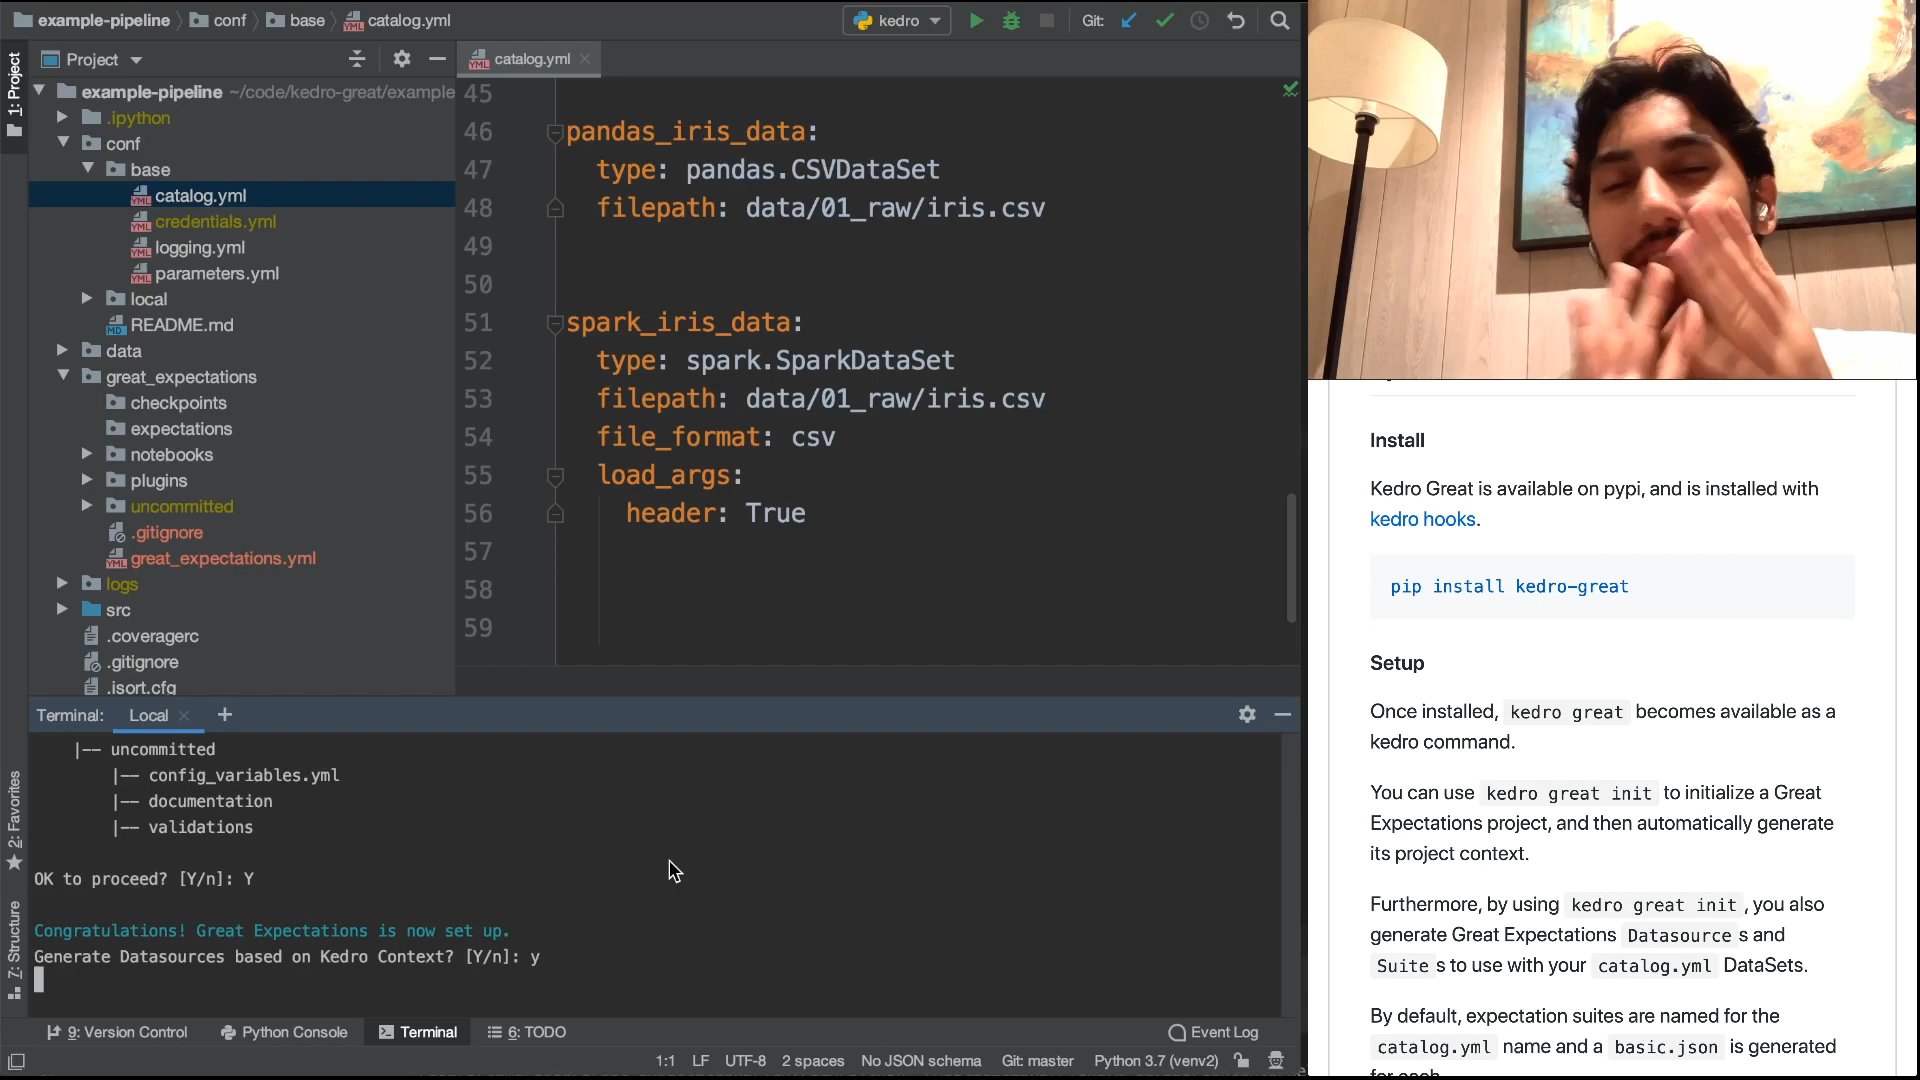 example-pipeline conf base catalog.yml
kedro
Git:
1: Project
Project
catalog.yml
example-pipeline ~/code/kedro-great/example
.ipython
conf
base
catalog.yml
credentials.yml
logging.yml
parameters.yml
local
README.md
data
great_expectations
checkpoints
expectations
notebooks
plugins
uncommitted
.gitignore
great_expectations.yml
logs
src
.coveragerc
.gitignore
.isort.cfg
45
46 pandas_iris_data:
47 type: pandas.CSVDataSet
48 filepath: data/01_raw/iris.csv
49
50
51 spark_iris_data:
52 type: spark.SparkDataSet
53 filepath: data/01_raw/iris.csv
54 file_format: csv
55 load_args:
56 header: True
57
58
59
Terminal: Local
|-- uncommitted
|-- config_variables.yml
|-- documentation
|-- validations
OK to proceed? [Y/n]: Y
Congratulations! Great Expectations is now set up.
Generate Datasources based on Kedro Context? [Y/n]: y
2: Favorites
7: Structure
9: Version Control Python Console Terminal 6: TODO Event Log
1:1 LF UTF-8 2 spaces No JSON schema Git: master Python 3.7 (venv2)
Install
Kedro Great is available on pypi, and is installed with
kedro hooks.
pip install kedro-great
Setup
Once installed, kedro great becomes available as a
kedro command.
You can use kedro great init to initialize a Great
Expectations project, and then automatically generate
its project context.
Furthermore, by using kedro great init , you also
generate Great Expectations Datasource s and
Suite s to use with your catalog.yml DataSets.
By default, expectation suites are named for the
catalog.yml name and a basic.json is generated
for each